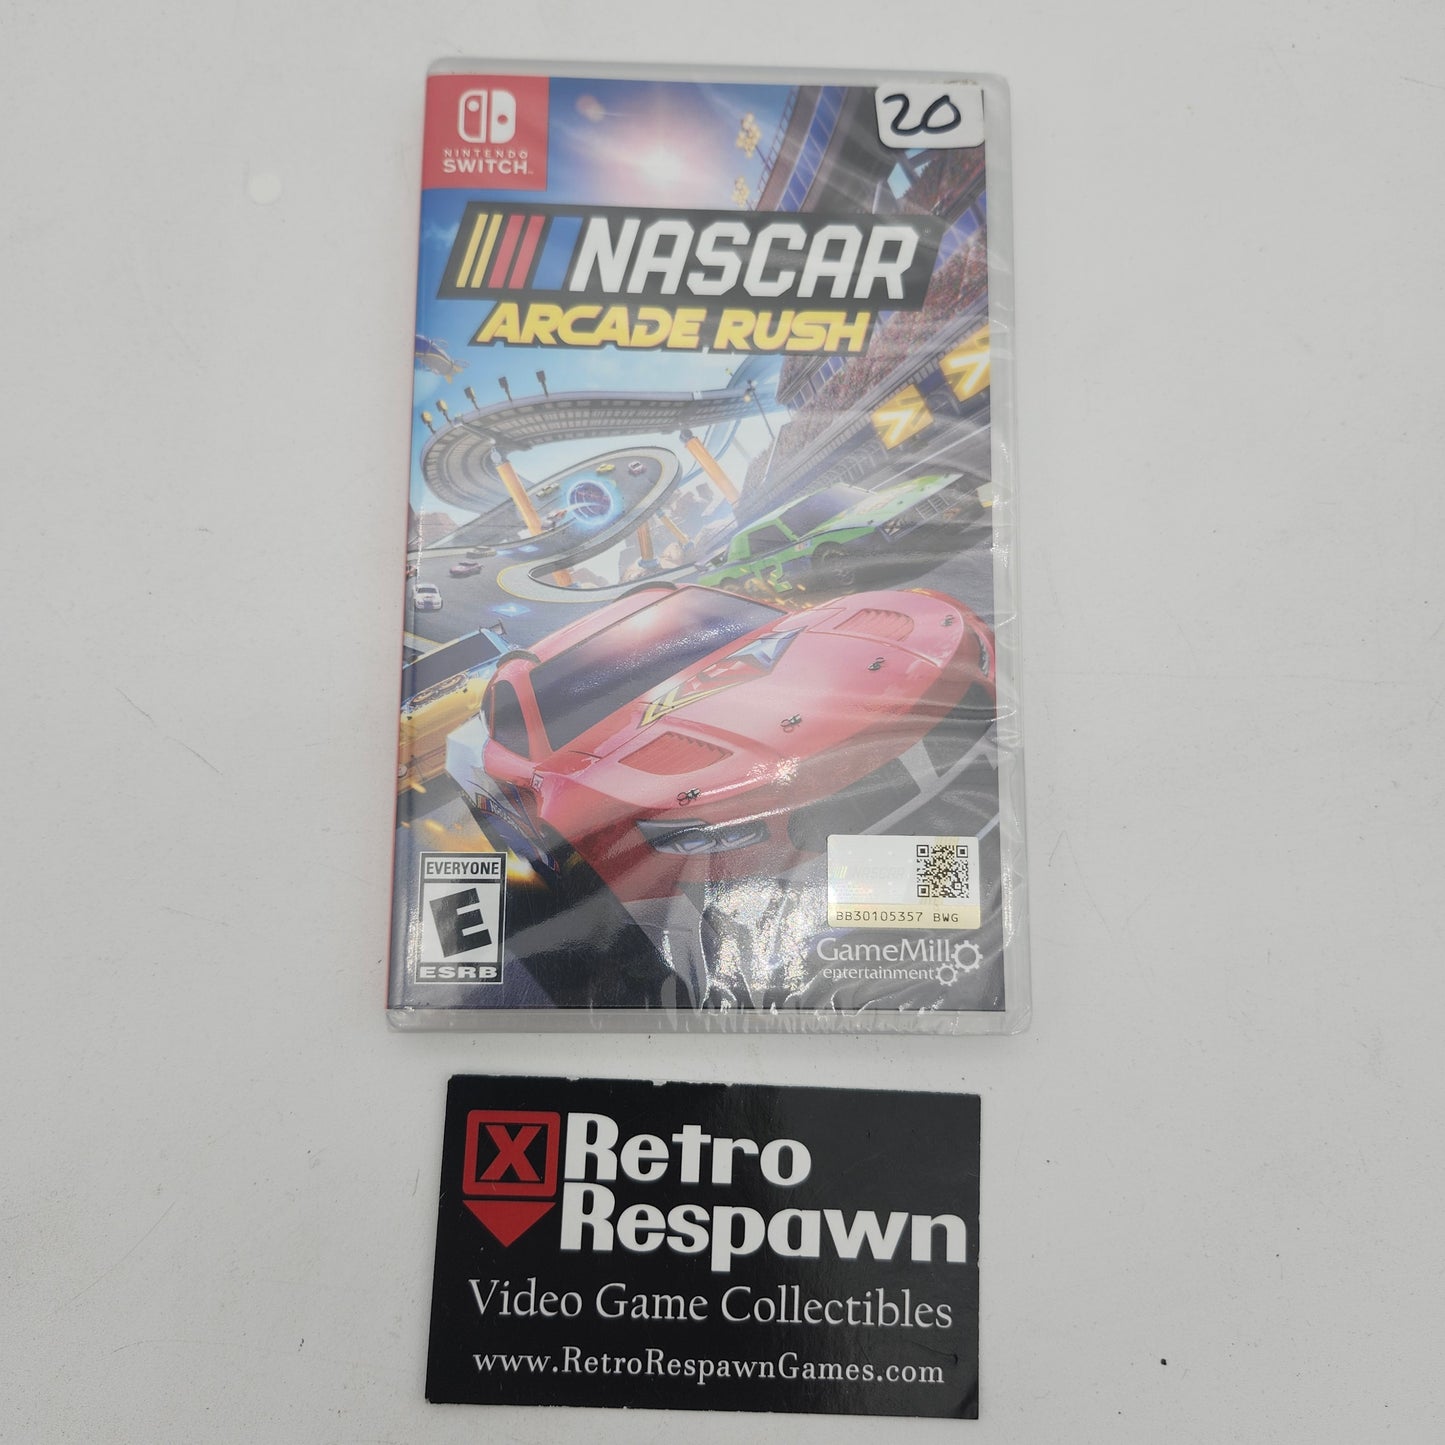 NINTENDO
SWITCH
20
NASCAR
ARCADE RUSH
EVERYONE
E
ESRB
NASCAR
BB30105357 BWG
GameMill
entertainment
X
Retro
Respawn
Video Game Collectibles
www.RetroRespawnGames.com